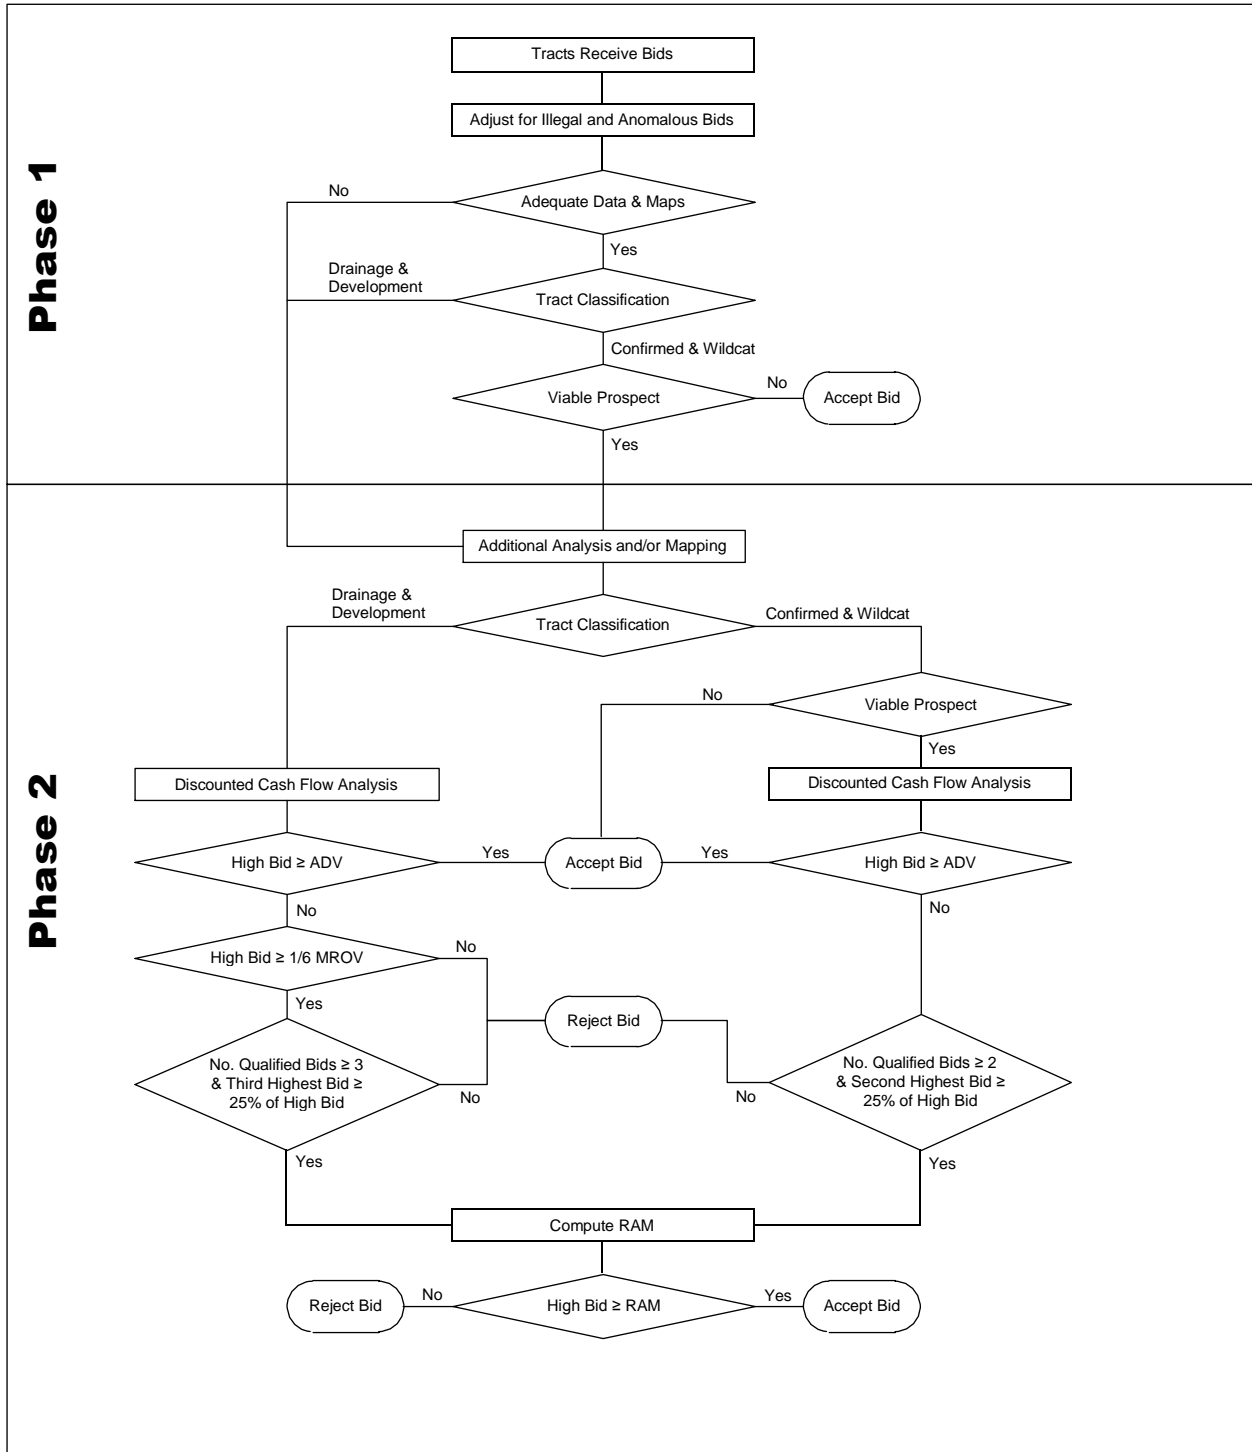 Phase 1
Tracts Receive Bids
Adjust for Illegal and Anomalous Bids
No
Adequate Data & Maps
Yes
Drainage &
Development
Tract Classification
Confirmed & Wildcat
Viable Prospect
No
Accept Bid
Yes
Phase 2
Additional Analysis and/or Mapping
Drainage &
Development
Tract Classification
Confirmed & Wildcat
No
Viable Prospect
Yes
Discounted Cash Flow Analysis
Discounted Cash Flow Analysis
High Bid ≥ ADV
Yes
Accept Bid
Yes
High Bid ≥ ADV
No
No
High Bid ≥ 1/6 MROV
No
Yes
Reject Bid
No. Qualified Bids ≥ 3
& Third Highest Bid ≥
25% of High Bid
No
No
No. Qualified Bids ≥ 2
& Second Highest Bid ≥
25% of High Bid
Yes
Yes
Compute RAM
Reject Bid
No
High Bid ≥ RAM
Yes
Accept Bid